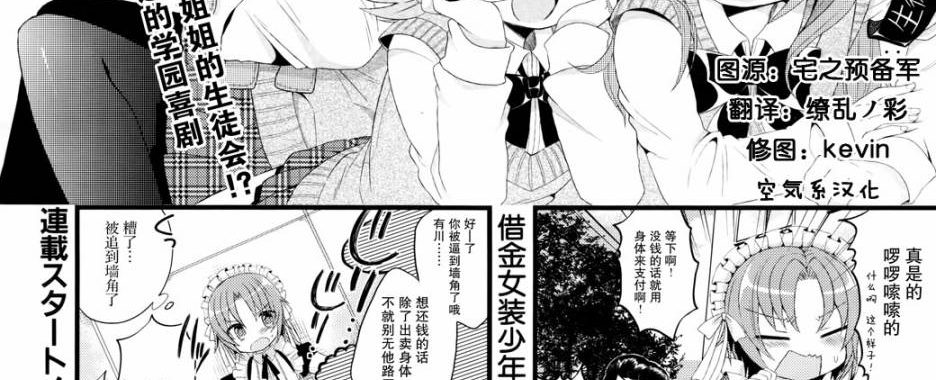 姐姐的生徒会!?
的学园喜剧
图源：宅之预备军
翻译：缭乱ノ彩
修图：kevin
空気系汉化
真是的
啰啰嗦嗦的
什么啊 这个样子!
等下啊!
没钱的话就用
身体来支付啊!
借金女装少年
好ー了
你被逼到墙角了哦
有川……
想还钱的话
除了出卖身体
不就别无他路
糟了…
被追到墙角了
連載スタート